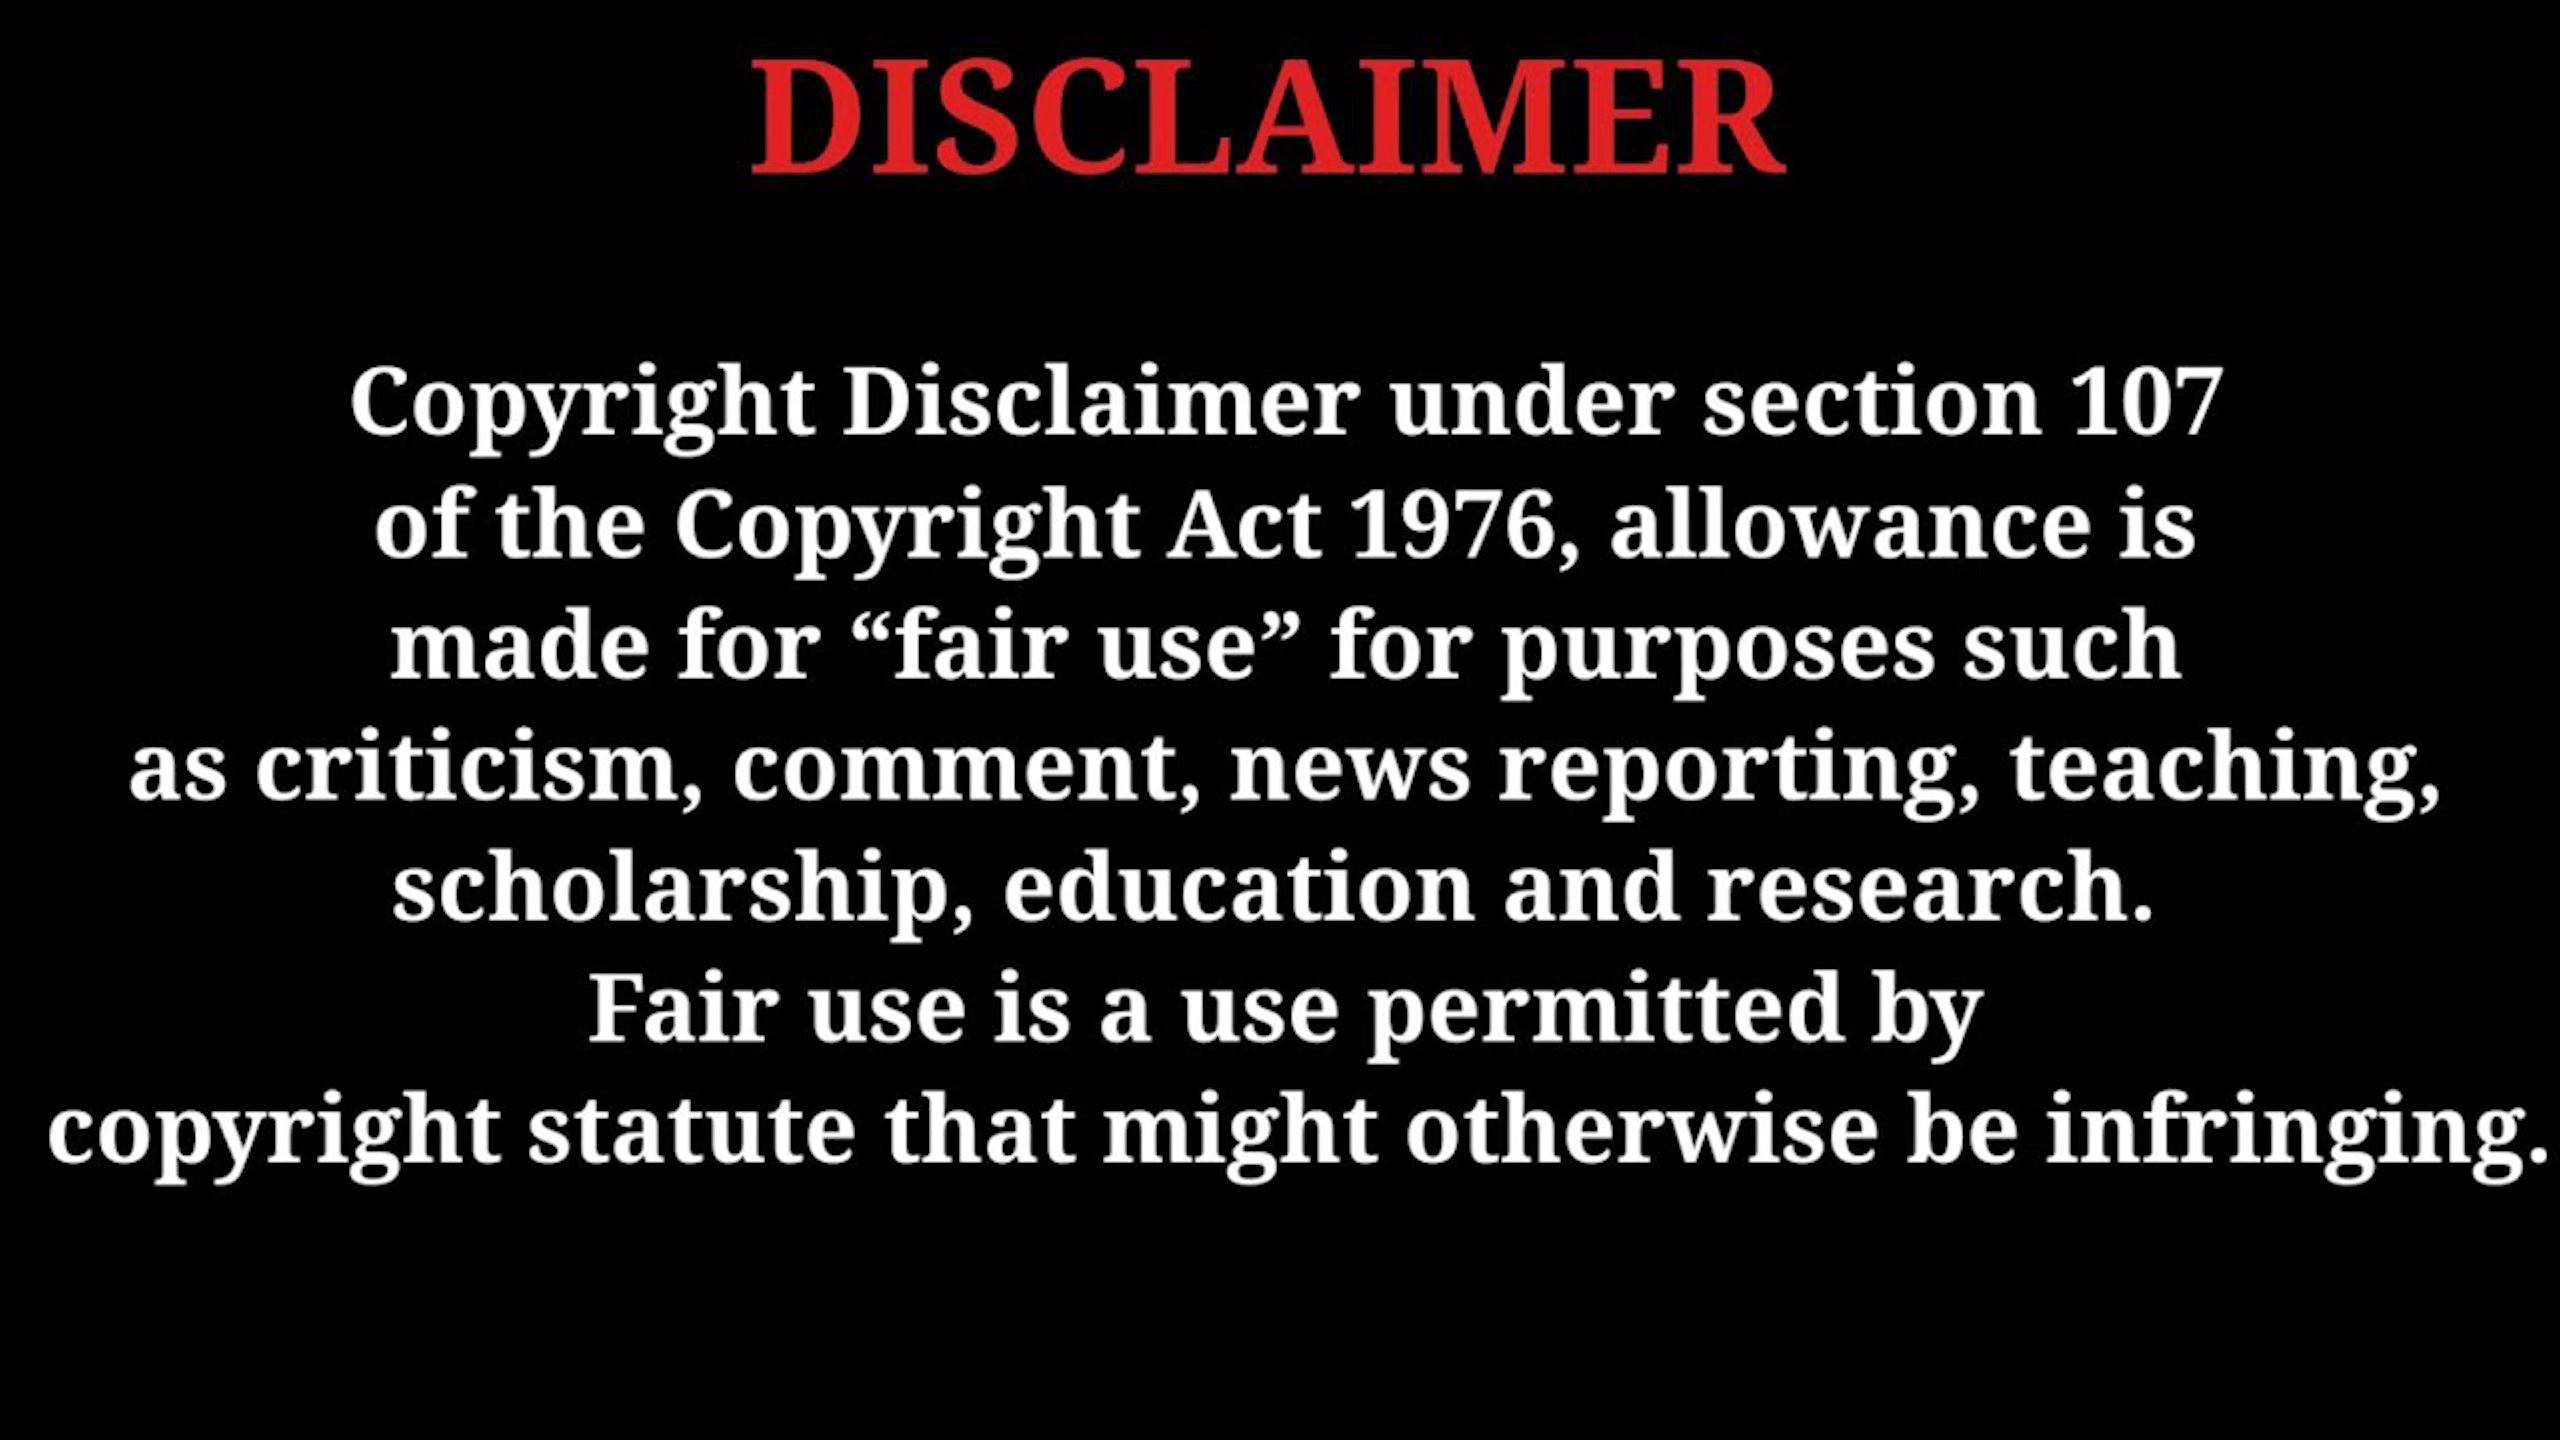 DISCLAIMER
Copyright Disclaimer under section 107
of the Copyright Act 1976, allowance is
made for “fair use” for purposes such
as criticism, comment, news reporting, teaching,
scholarship, education and research.
Fair use is a use permitted by
copyright statute that might otherwise be infringing.